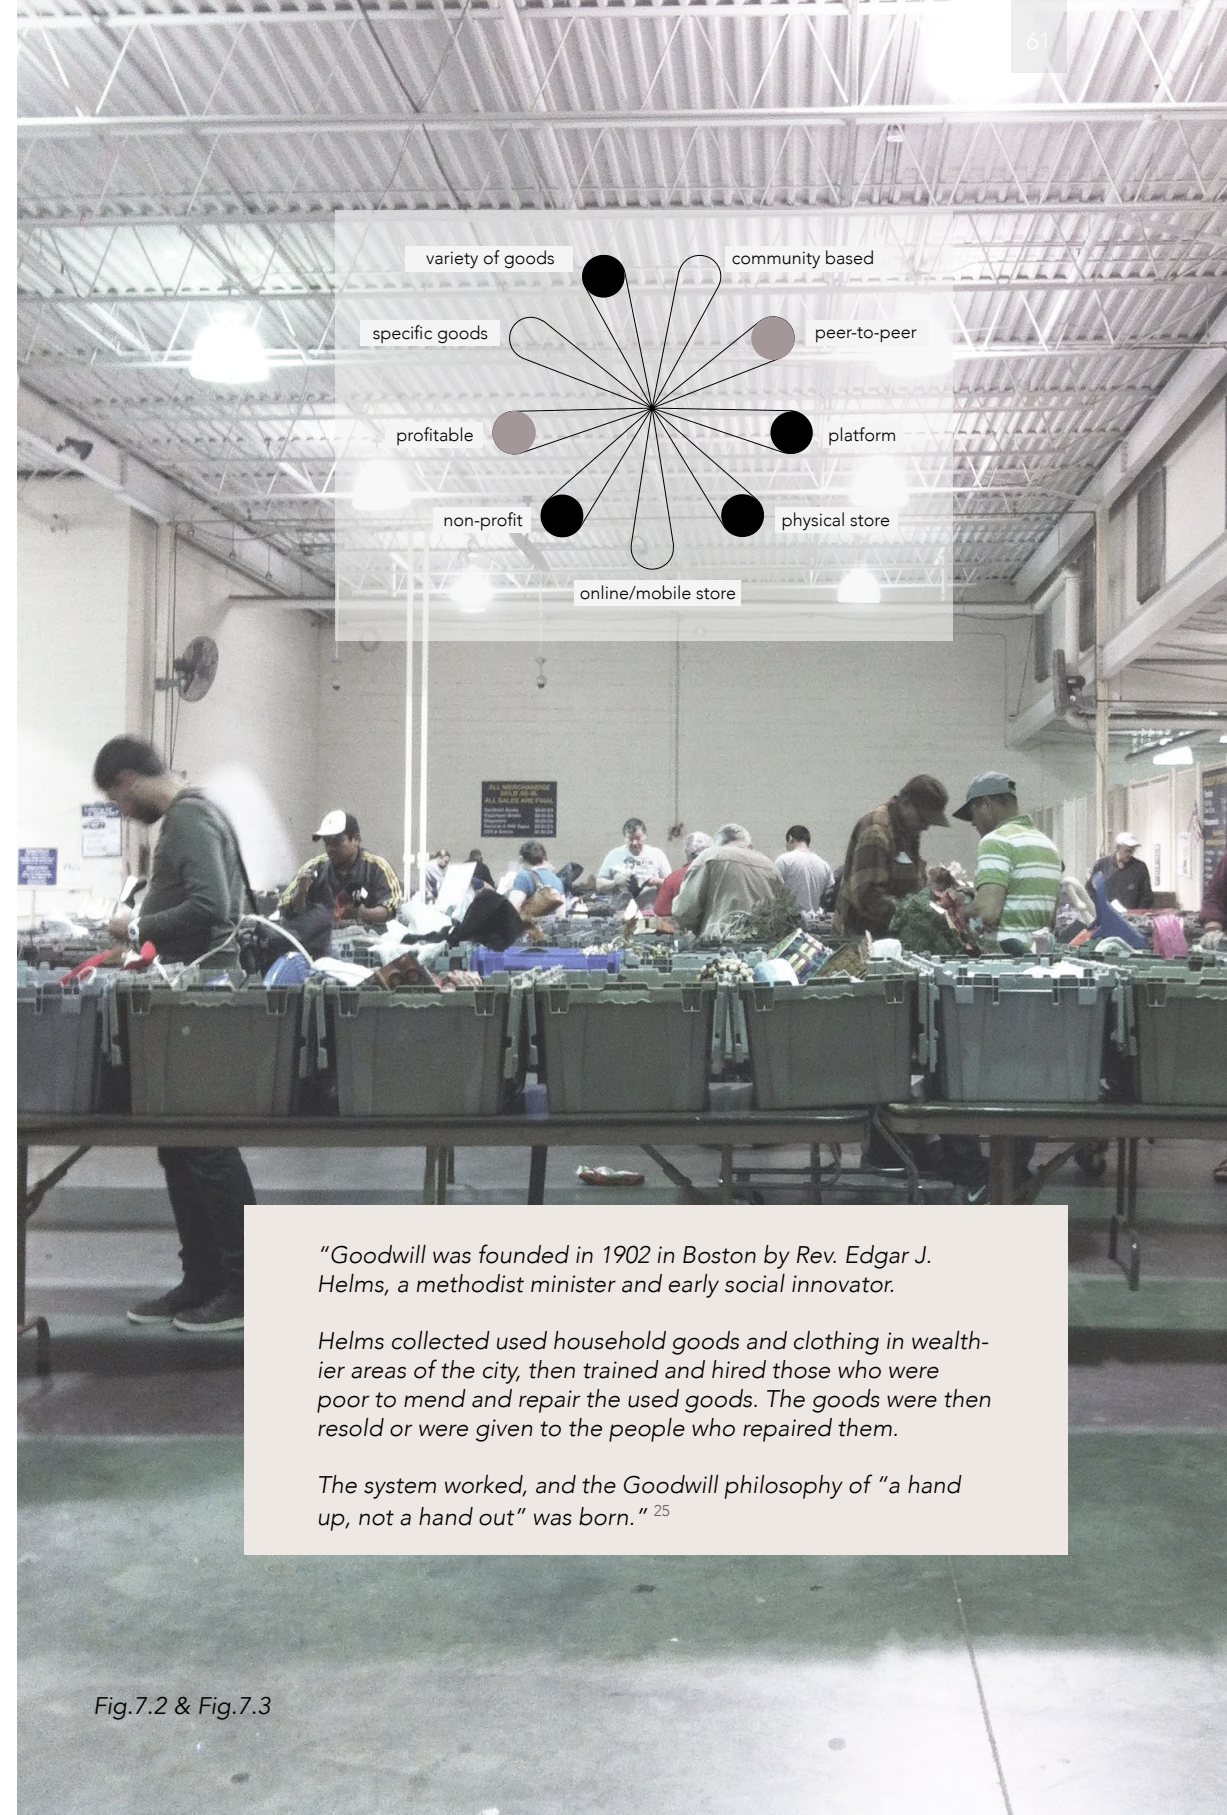 61
variety of goods
community based
specific goods
peer-to-peer
profitable
platform
non-profit
physical store
online/mobile store
ALL MERCHANDISE
SOLD AS-IS
ALL SALES ARE FINAL
“Goodwill was founded in 1902 in Boston by Rev. Edgar J.
Helms, a methodist minister and early social innovator.
Helms collected used household goods and clothing in wealth-
ier areas of the city, then trained and hired those who were
poor to mend and repair the used goods. The goods were then
resold or were given to the people who repaired them.
The system worked, and the Goodwill philosophy of “a hand
up, not a hand out” was born.” 25
Fig.7.2 & Fig.7.3